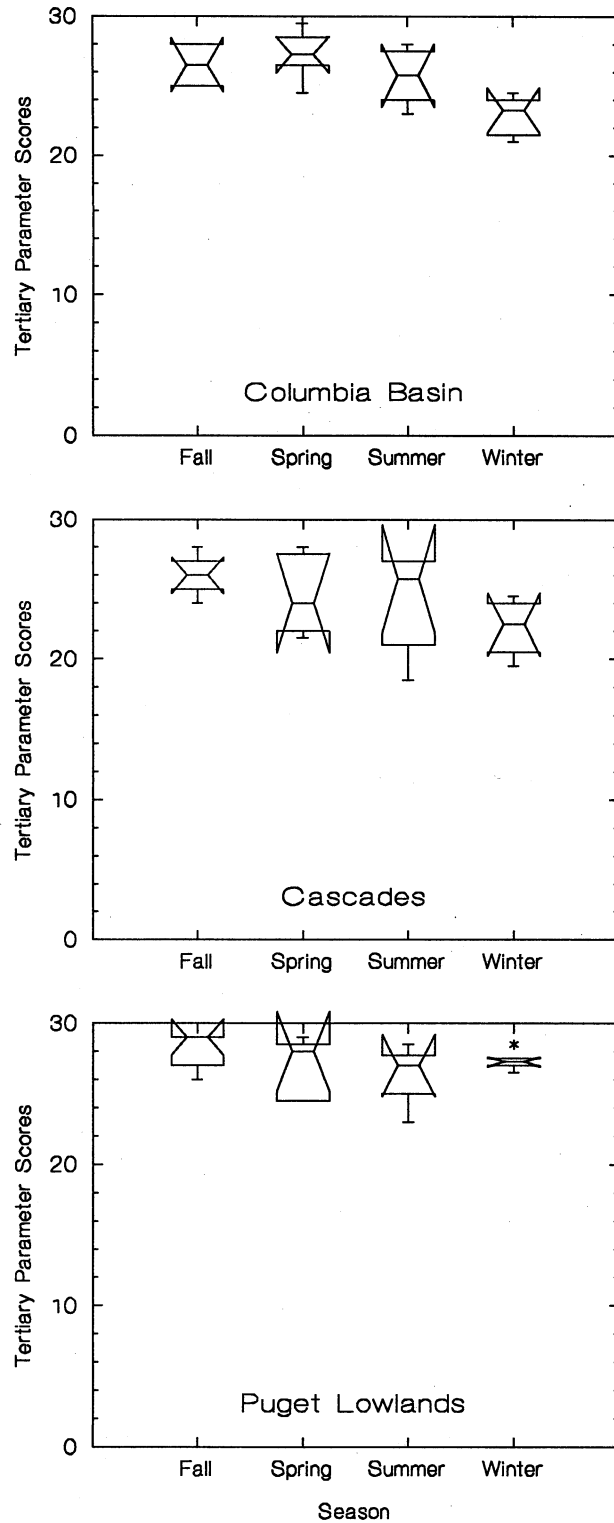 30
20
10
0
Tertiary Parameter Scores
Columbia Basin
Fall Spring Summer Winter
30
20
10
0
Tertiary Parameter Scores
Cascades
Fall Spring Summer Winter
30
20
10
0
Tertiary Parameter Scores
*
Puget Lowlands
Fall Spring Summer Winter
Season